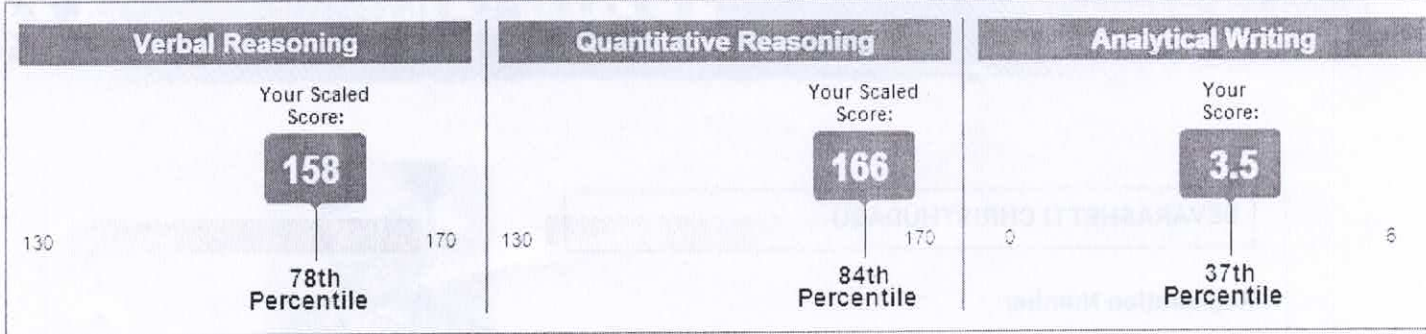 Verbal Reasoning
Your Scaled
Score:
158
130
170
78th
Percentile
Quantitative Reasoning
Your Scaled
Score:
166
130
170
84th
Percentile
Analytical Writing
Your
Score:
3.5
0
6
37th
Percentile